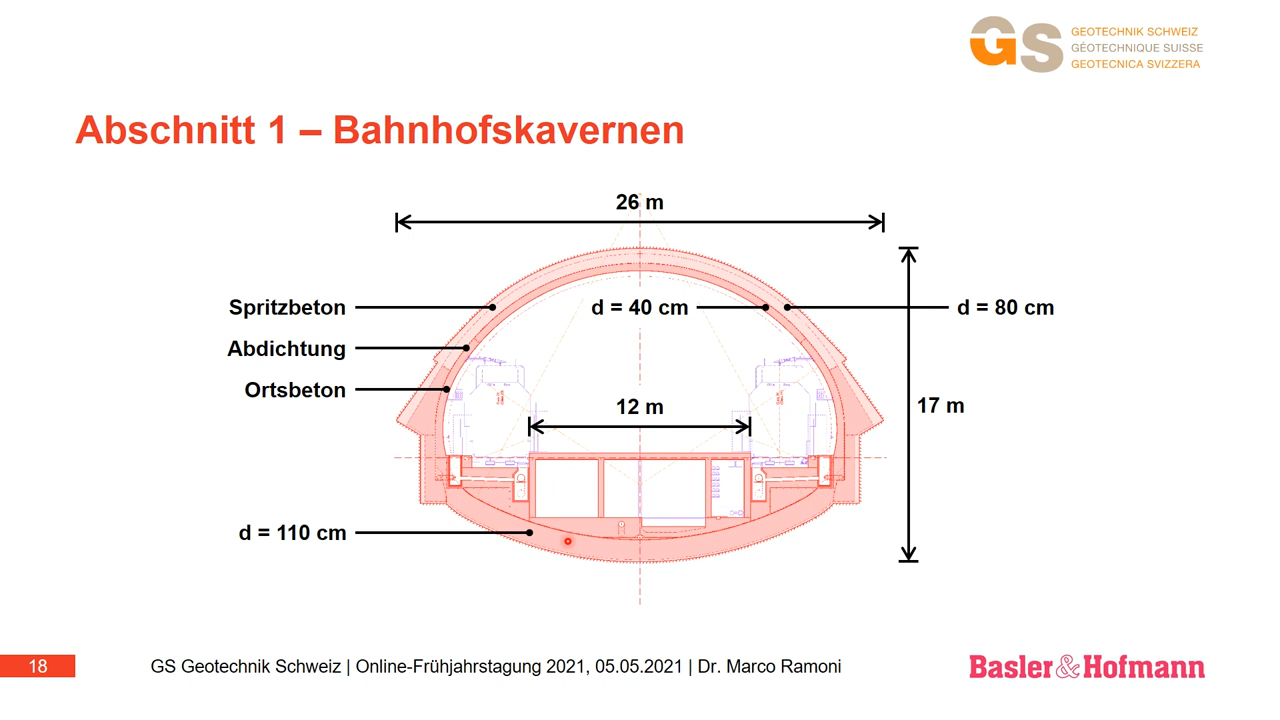 GS
GEOTECHNIK SCHWEIZ
GÉOTECHNIQUE SUISSE
GEOTECNICA SVIZZERA
Abschnitt 1 – Bahnhofskavernen
26 m
Spritzbeton
d = 40 cm
d = 80 cm
Abdichtung
Ortsbeton
12 m
17 m
d = 110 cm
18
GS Geotechnik Schweiz | Online-Frühjahrstagung 2021, 05.05.2021 | Dr. Marco Ramoni
Basler&Hofmann